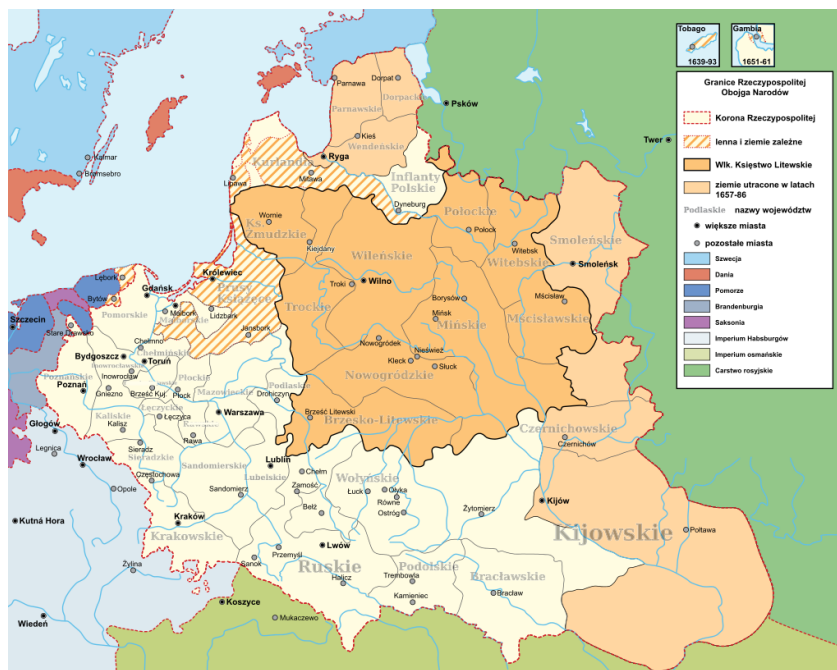 Tobago
1639-93
Gambia
1651-61
Granice Rzeczypospolitej
Obojga Narodów
Korona Rzeczypospolitej
lenna i ziemie zależne
Wlk. Księstwo Litewskie
ziemie utracone w latach
1657-86
Podlaskie nazwy województw
większe miasta
pozostałe miasta
Szwecja
Dania
Pomorze
Brandenburgia
Saksonia
Imperium Habsburgów
Imperium osmańskie
Carstwo rosyjskie
Parnawa
Dorpat
Dorpackie
Parnawskie
Psków
Kieś
Wendeńskie
Twer
Kalmar
Ryga
Kurlandia
Inflanty
Polskie
Lipawa
Mitawa
Dyneburg
Połockie
Wornie
Ks.
Żmudzkie
Połock
Smoleńskie
Kiejdany
Wileńskie
Witebsk
Witebskie
Smoleńsk
Lębork
Królewiec
Troki
Wilno
Gdańsk
Bytów
Prusy
Książęce
Trockie
Borysów
Mścisław
Szczecin
Pomorskie
Malbork
Malborskie
Lidzbark
Mińsk
Mińskie
Mścisławskie
Stare Drawsko
Jansbork
Chełmno
Chełmińskie
Nowogródek
Nieśwież
Bydgoszcz
Toruń
Kleck
Słuck
Inowrocław
Poznańskie
Płockie
Nowogródzkie
Poznań
Gniezno
Brześć Kuj.
Płock
Mazowieckie
Podlaskie
Drohiczyn
Łęczyckie
Kaliskie
Łęczyca
Warszawa
Brześć Litewski
Brzesko-Litewskie
Głogów
Kalisz
Rawa
Czernichowskie
Legnica
Sieradz
Sieradzkie
Czernichów
Wrocław
Sandomierskie
Lublin
Lubelskie
Chełm
Częstochowa
Wołyńskie
Opole
Sandomierz
Zamość
Łuck
Ołyka
Równe
Kijów
Bełz
Ostróg
Żytomierz
Kutná Hora
Kraków
Krakowskie
Kijowskie
Połtawa
Lwów
Przemyśl
Sanok
Ruskie
Podolskie
Żylina
Halicz
Trembowla
Bracławskie
Kamieniec
Bracław
Koszyce
Mukaczewo
Wiedeń